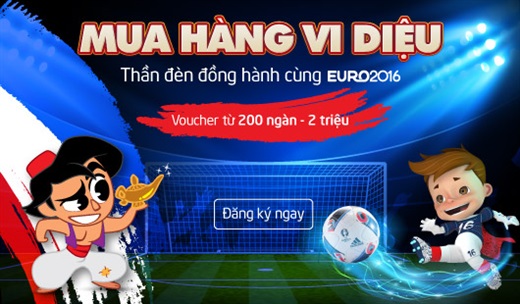 MUA HÀNG VI DIỆU
Thần đèn đồng hành cùng EURO2016
Voucher từ 200 ngàn - 2 triệu
Đăng ký ngay
16